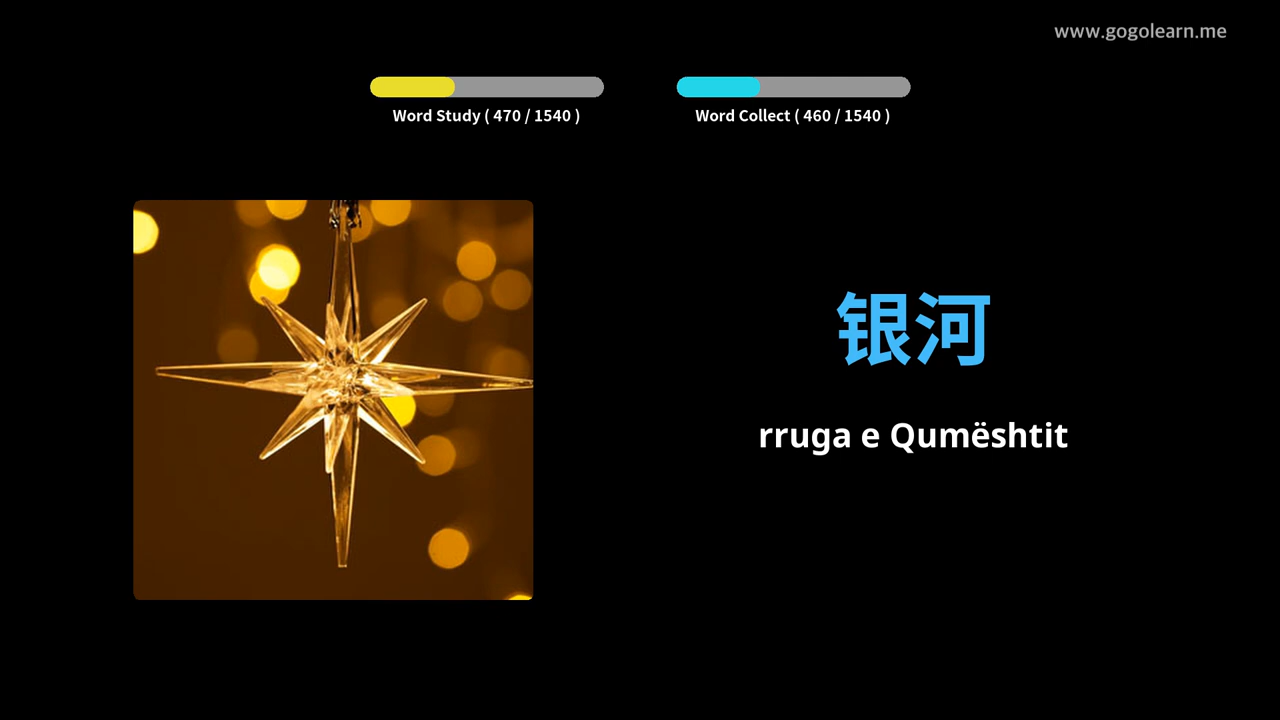 www.gogolearn.me
Word Study ( 470 / 1540 )
Word Collect ( 460 / 1540 )
银河
rruga e Qumështit